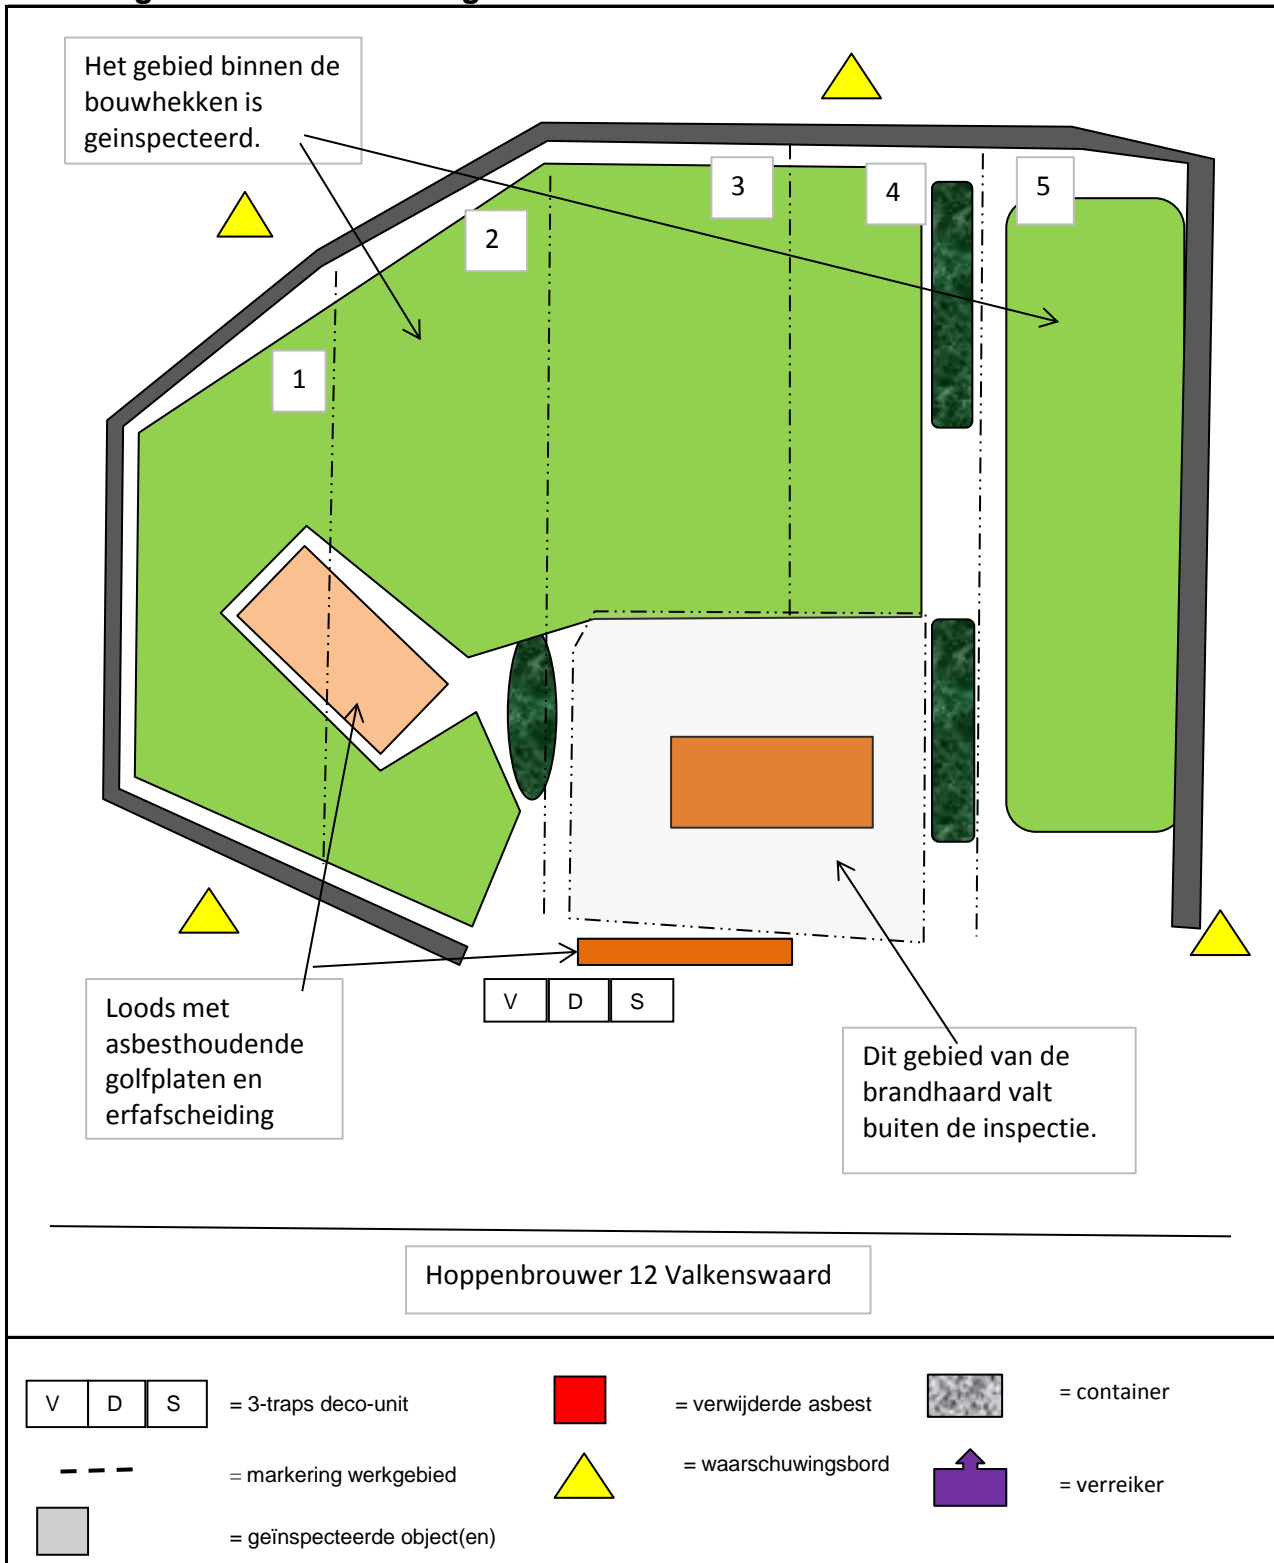 Het gebied binnen de
bouwhekken is
geinspecteerd.
3
4
5
2
1
V D S
Loods met
asbesthoudende
golfplaten en
erfafscheiding
Dit gebied van de
brandhaard valt
buiten de inspectie.
Hoppenbrouwer 12 Valkenswaard
V D S = 3-traps deco-unit
= verwijderde asbest
= container
= markering werkgebied
= waarschuwingsbord
= verreiker
= geïnspecteerde object(en)